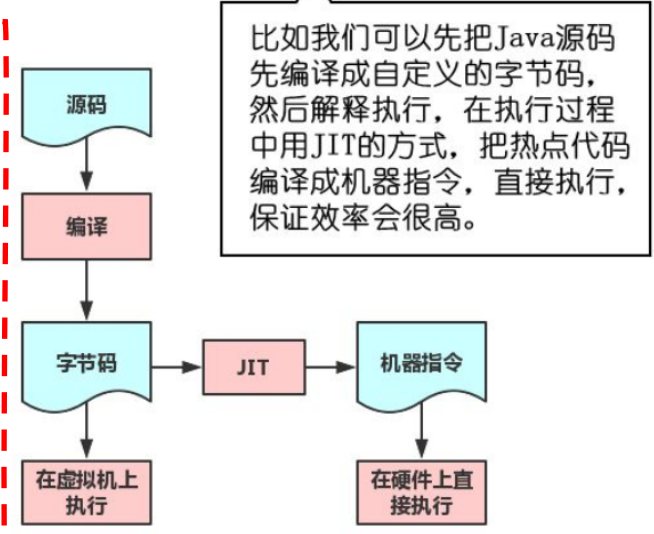 比如我们可以先把Java源码
先编译成自定义的字节码，
然后解释执行，在执行过程
中用JIT的方式，把热点代码
编译成机器指令，直接执行，
保证效率会很高。
源码
编译
字节码
JIT
机器指令
在虚拟机上
执行
在硬件上直
接执行